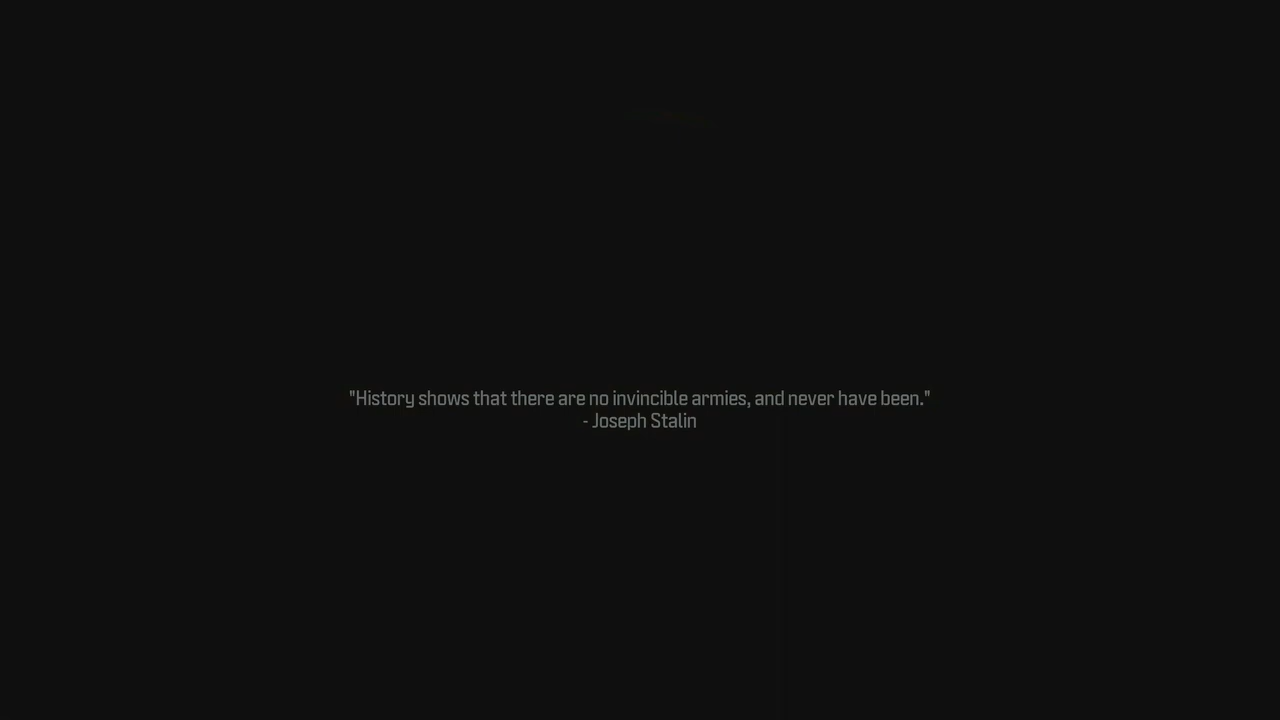 "History shows that there are no invincible armies, and never have been."
- Joseph Stalin